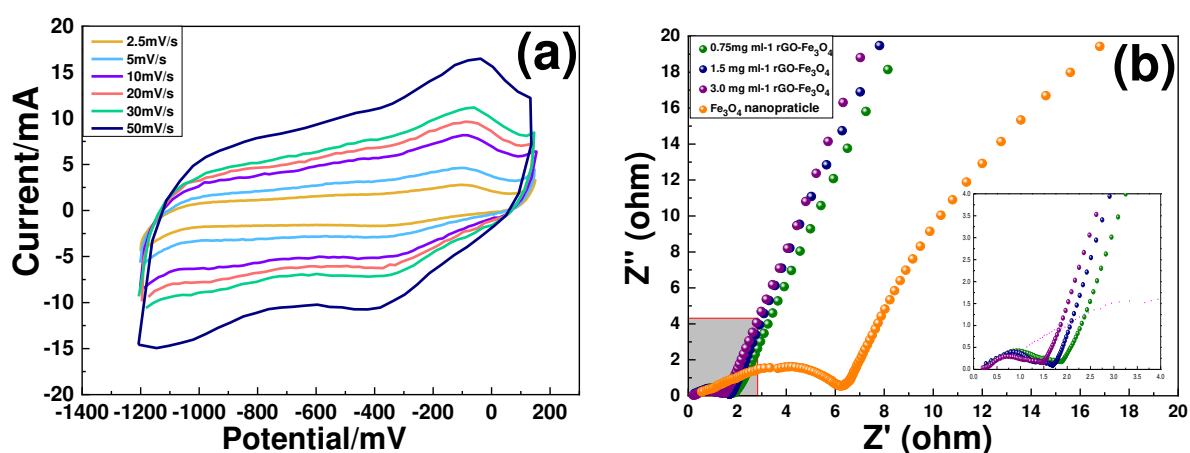 (a)
2.5mV/s
5mV/s
10mV/s
20mV/s
30mV/s
50mV/s
Current/mA
20
15
10
5
0
-5
-10
-15
-20
-1400 -1200 -1000 -800 -600 -400 -200 0 200
Potential/mV
(b)
0.75mg ml-1 rGO-Fe₃O₄
1.5 mg ml-1 rGO-Fe₃O₄
3.0 mg ml-1 rGO-Fe₃O₄
Fe₃O₄ nanopraticle
Z'' (ohm)
20
18
16
14
12
10
8
6
4
2
0
4.0
3.5
3.0
2.5
2.0
1.5
1.0
0.5
0.0
0.0 0.5 1.0 1.5 2.0 2.5 3.0 3.5 4.0
0 2 4 6 8 10 12 14 16 18 20
Z' (ohm)